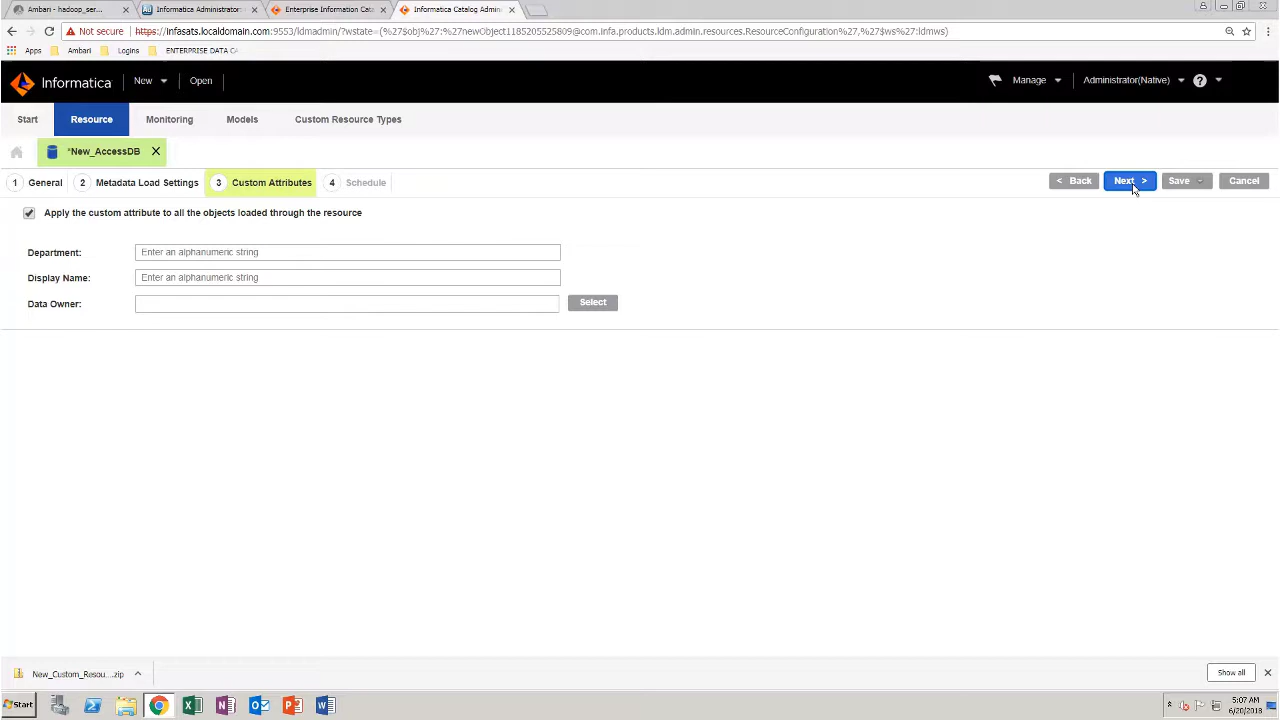 Ambari - hadoop_serv
Informatica Administrators
Enterprise Information Cata
Informatica Catalog Admin
Not secure
https://infasats.localdomain.com:9553/ldmadmin/?wstate=(%27$obj%27:%27newObject1185205525809@com.infa.products.ldm.admin.resources.ResourceConfiguration%27,%27$ws%27:ldmws)
Apps
Ambari
Logins
ENTERPRISE DATA CA
Informatica
New
Open
Manage
Administrator(Native)
?
Start
Resource
Monitoring
Models
Custom Resource Types
*New_AccessDB
1 General
2 Metadata Load Settings
3 Custom Attributes
4 Schedule
< Back
Next >
Save
Cancel
Apply the custom attribute to all the objects loaded through the resource
Department:
Enter an alphanumeric string
Display Name:
Enter an alphanumeric string
Data Owner:
Select
New_Custom_Resou....zip
Show all
Start
5:07 AM
6/20/2018